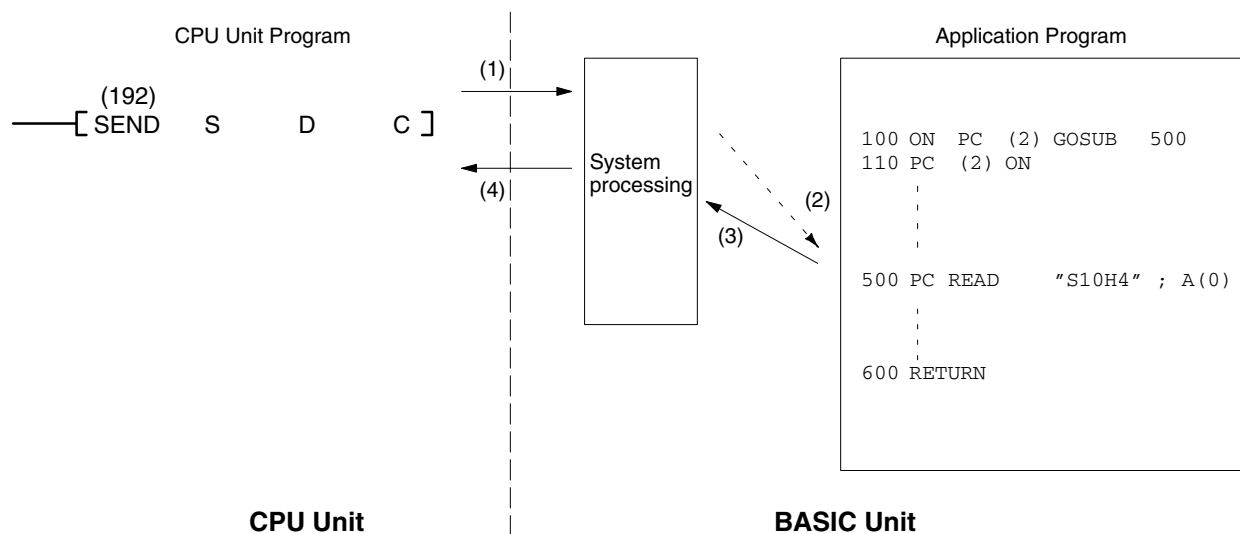 CPU Unit Program
Application Program
(1)
(192)
SEND S D C
100 ON PC (2) GOSUB 500
110 PC (2) ON
System
processing
(4)
(2)
(3)
500 PC READ ″S10H4″ ; A(0)
600 RETURN
CPU Unit
BASIC Unit